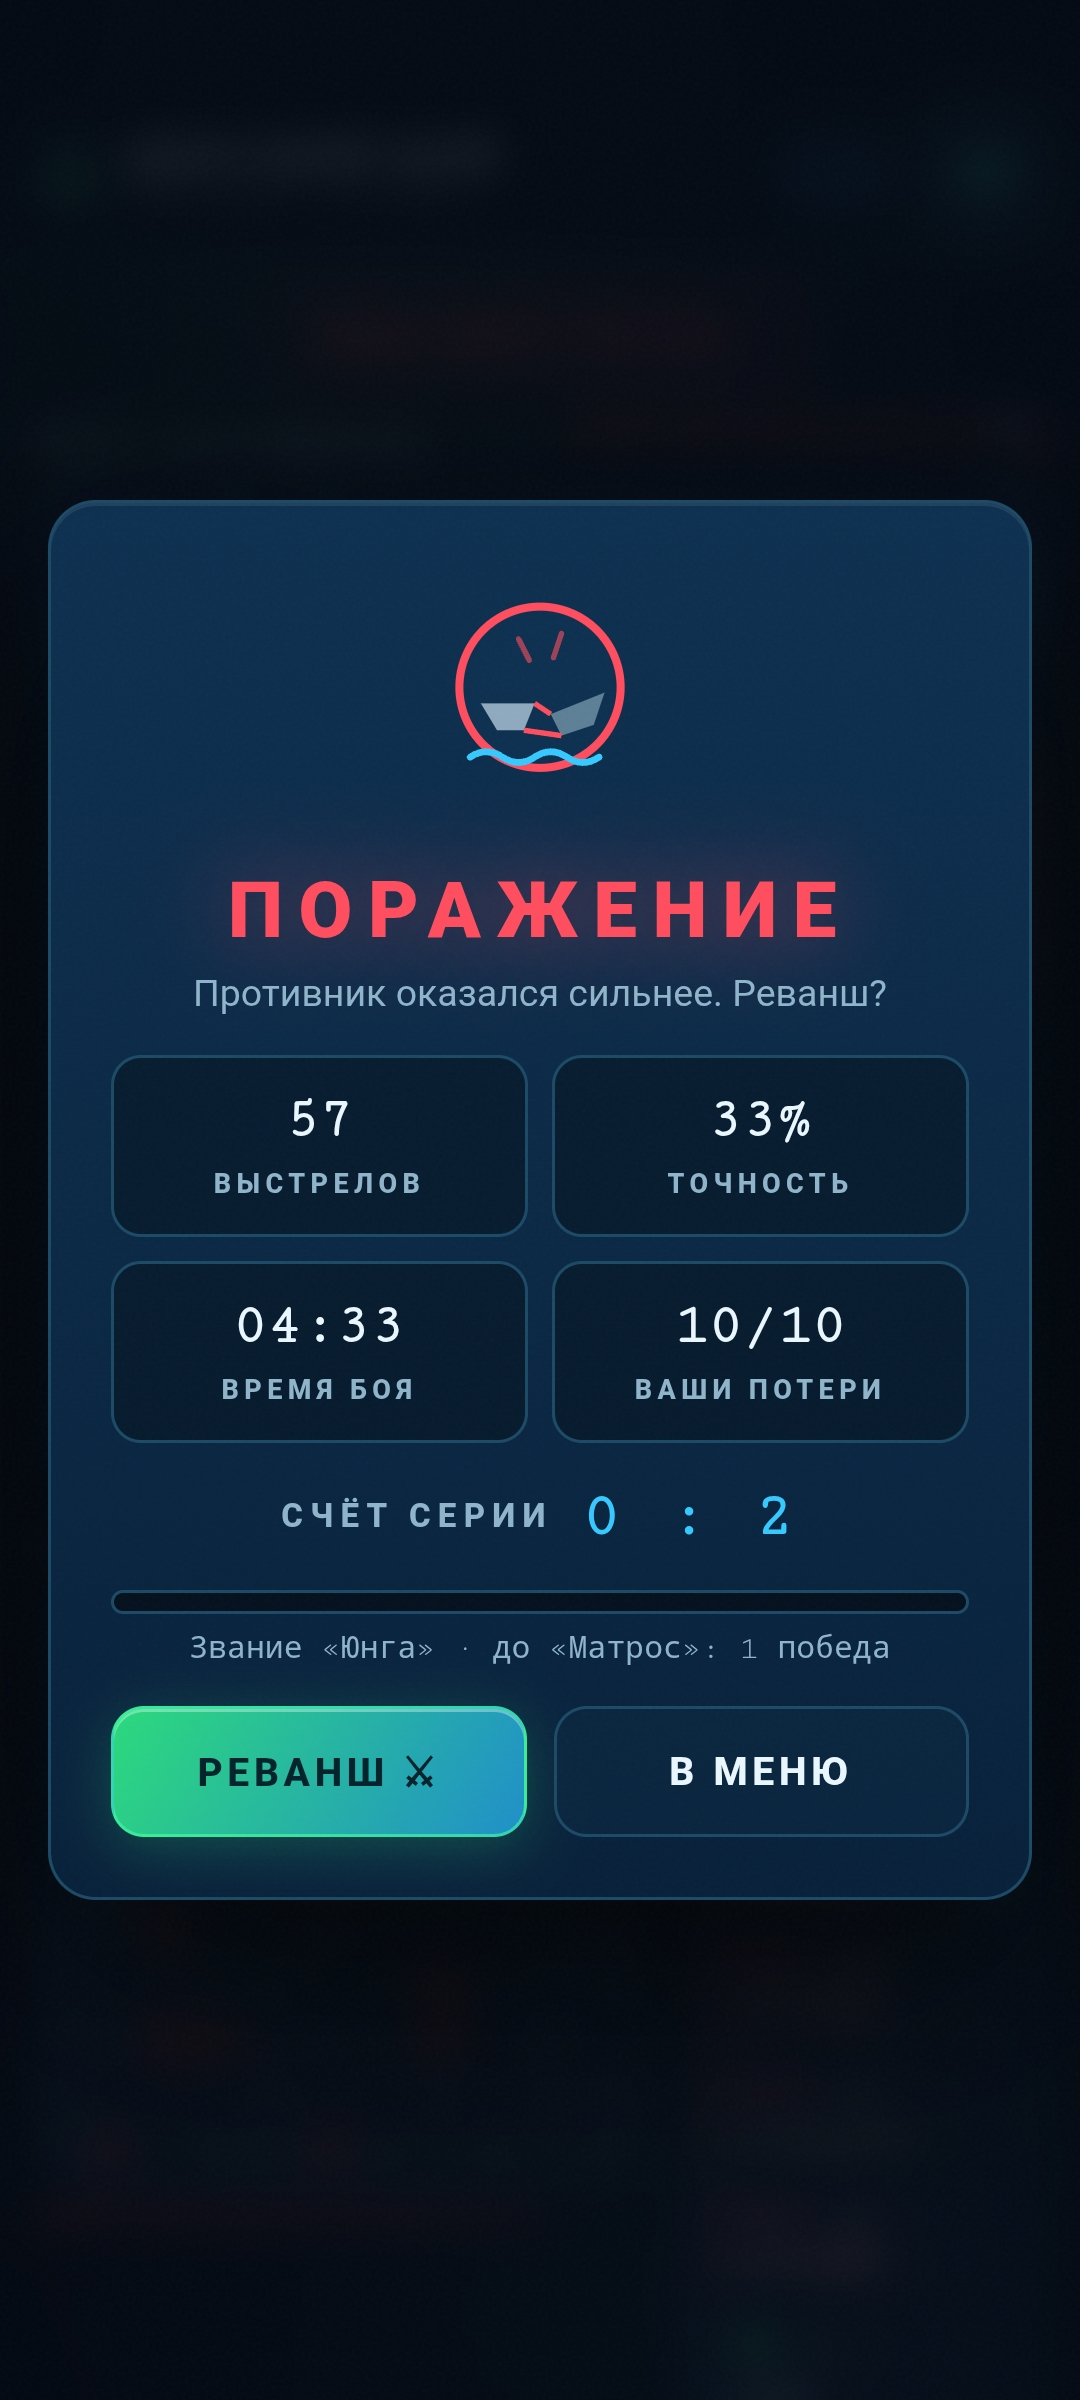 ПОРАЖЕНИЕ
Противник оказался сильнее. Реванш?
57
ВЫСТРЕЛОВ
33%
ТОЧНОСТЬ
04:33
ВРЕМЯ БОЯ
10/10
ВАШИ ПОТЕРИ
СЧЁТ СЕРИИ 0 : 2
Звание «Юнга» · до «Матрос»: 1 победа
РЕВАНШ ⚔
В МЕНЮ